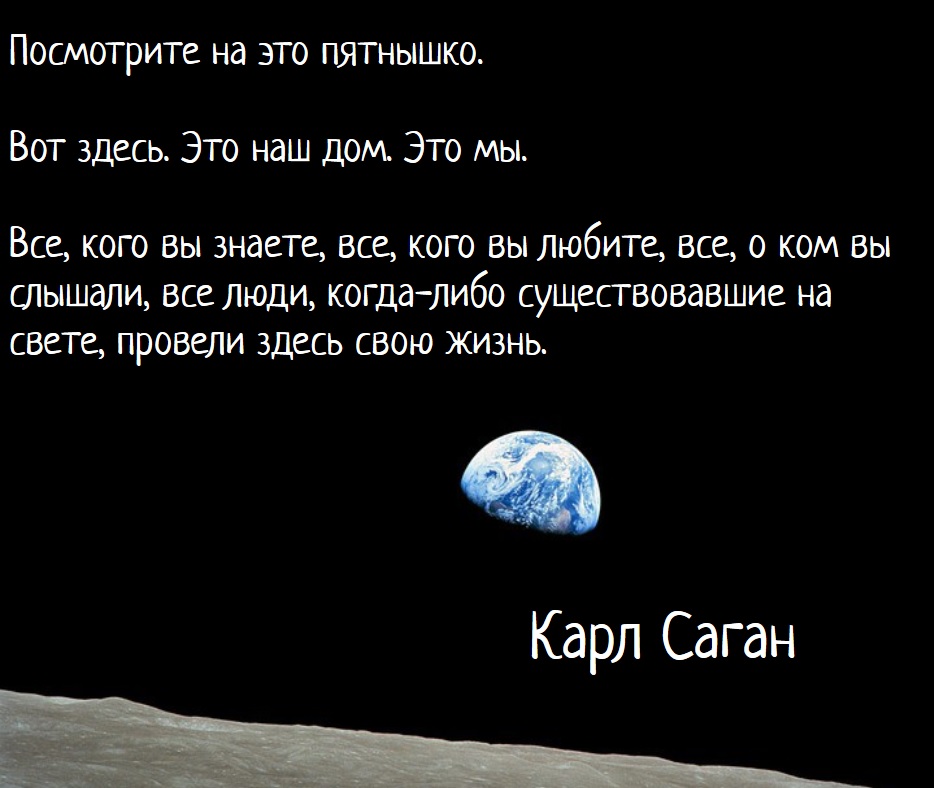 Посмотрите на это пятнышко.
Вот здесь. Это наш дом. Это мы.
Все, кого вы знаете, все, кого вы любите, все, о ком вы
слышали, все люди, когда-либо существовавшие на
свете, провели здесь свою жизнь.
Карл Саган